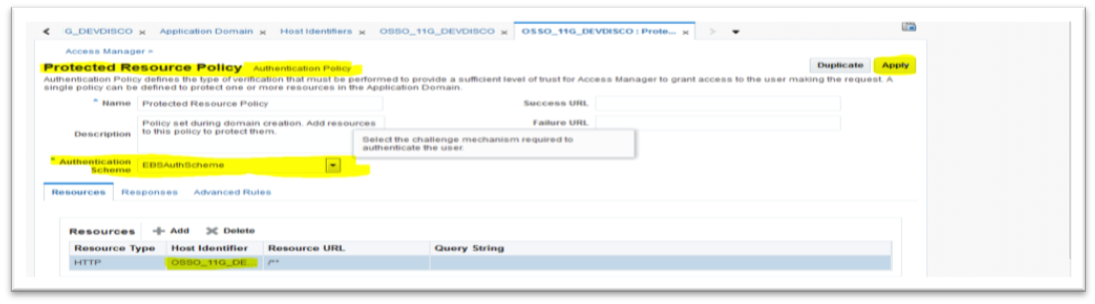 G_DEVDISCO x Application Domain x Host Identifiers x OSSO_11G_DEVDISCO x OSSO_11G_DEVDISCO : Prote... x
Access Manager >
Protected Resource Policy Authentication Policy Duplicate Apply
Authentication Policy defines the type of verification that must be performed to provide a sufficient level of trust for Access Manager to grant access to the user making the request. A
single policy can be defined to protect one or more resources in the Application Domain.
* Name Protected Resource Policy Success URL
Description Policy set during domain creation. Add resources Failure URL
to this policy to protect them.
Select the challenge mechanism required to
authenticate the user.
* Authentication
Scheme EBSAuthScheme
Resources Responses Advanced Rules
Resources Add Delete
Resource Type Host Identifier Resource URL Query String
HTTP OSSO_11G_DE... /**